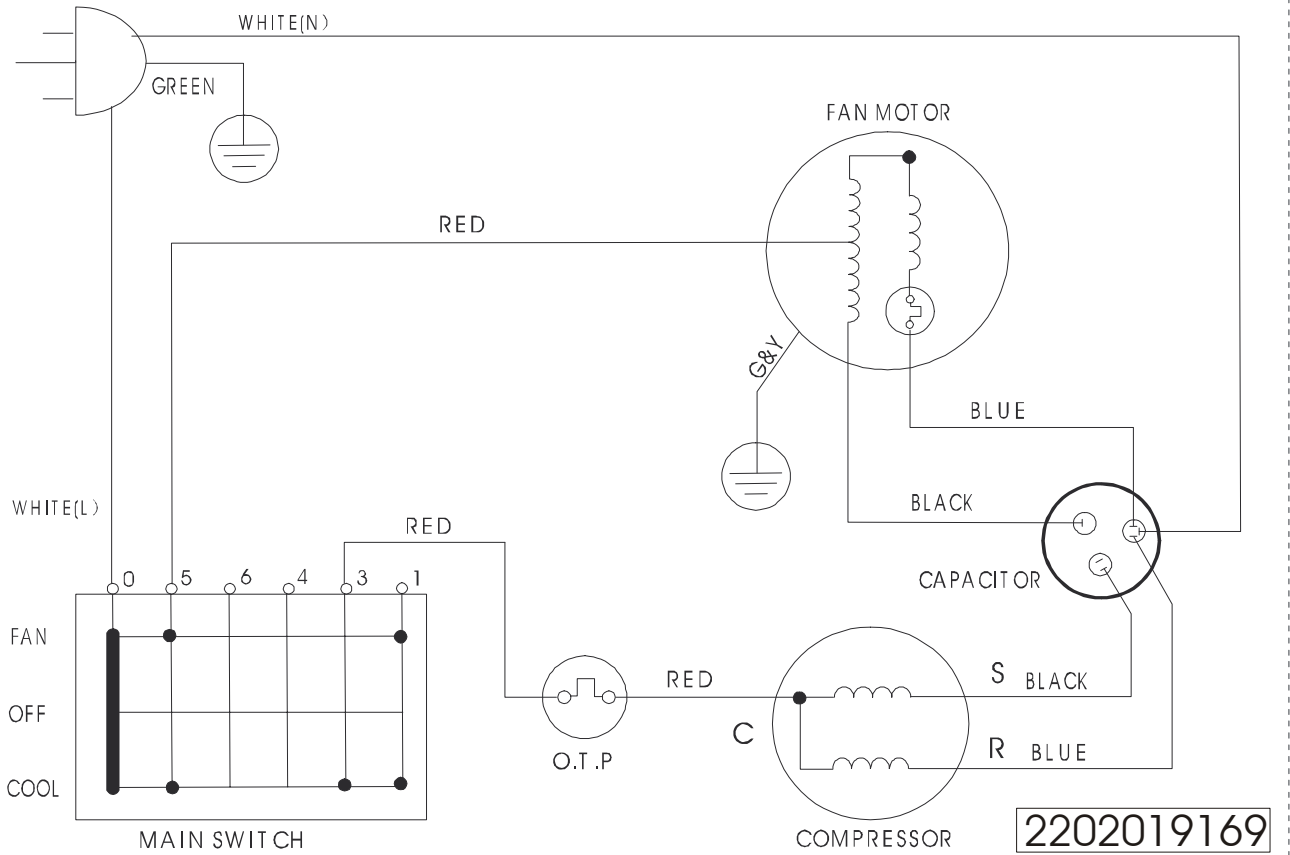 WHITE(N)
GREEN
FAN MOTOR
RED
G&Y
BLUE
WHITE(L)
BLACK
RED
CAPACITOR
0 5 6 4 3 1
FAN
OFF
COOL
MAIN SWITCH
O.T.P
RED
C
S BLACK
R BLUE
COMPRESSOR
2202019169